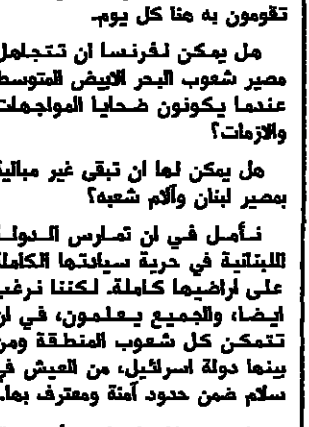 تقومون به هنا كل يوم.
هل يمكن لفرنسا ان تتجاهل
مصير شعوب البحر الابيض المتوسط
عندما يكونون ضحايا المواجهات
والازمات؟
هل يمكن لها ان تبقى غير مبالية
بمصير لبنان وآلام شعبه؟
نأمل في ان تمارس الدولة
اللبنانية في حرية سيادتها الكاملة
على اراضيها كاملة. لكننا نرغب
ايضا، والجميع يعلمون، في ان
تتمكن كل شعوب المنطقة ومن
بينها دولة اسرائيل، من العيش في
سلام ضمن حدود آمنة ومعترف بها.